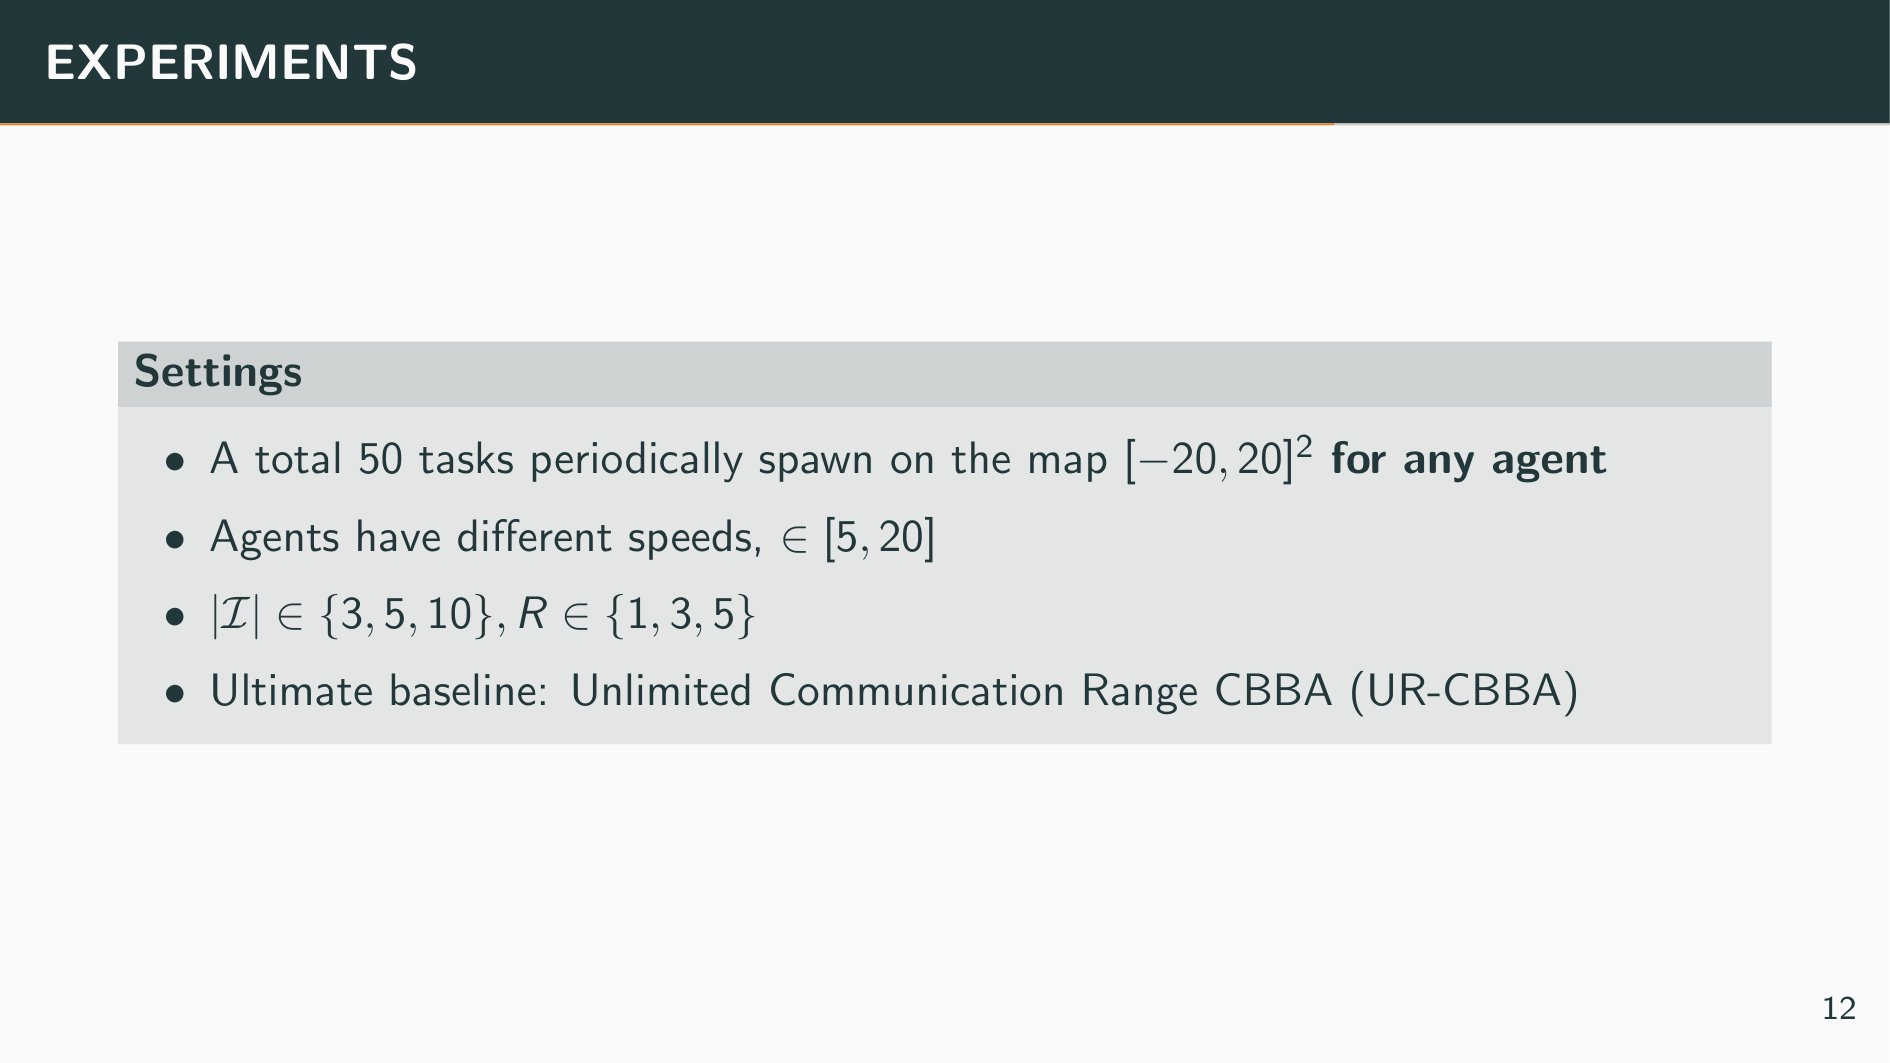 EXPERIMENTS
Settings
• A total 50 tasks periodically spawn on the map [−20, 20]² for any agent
• Agents have different speeds, ∈ [5, 20]
• |ℐ| ∈ {3, 5, 10}, R ∈ {1, 3, 5}
• Ultimate baseline: Unlimited Communication Range CBBA (UR-CBBA)
12